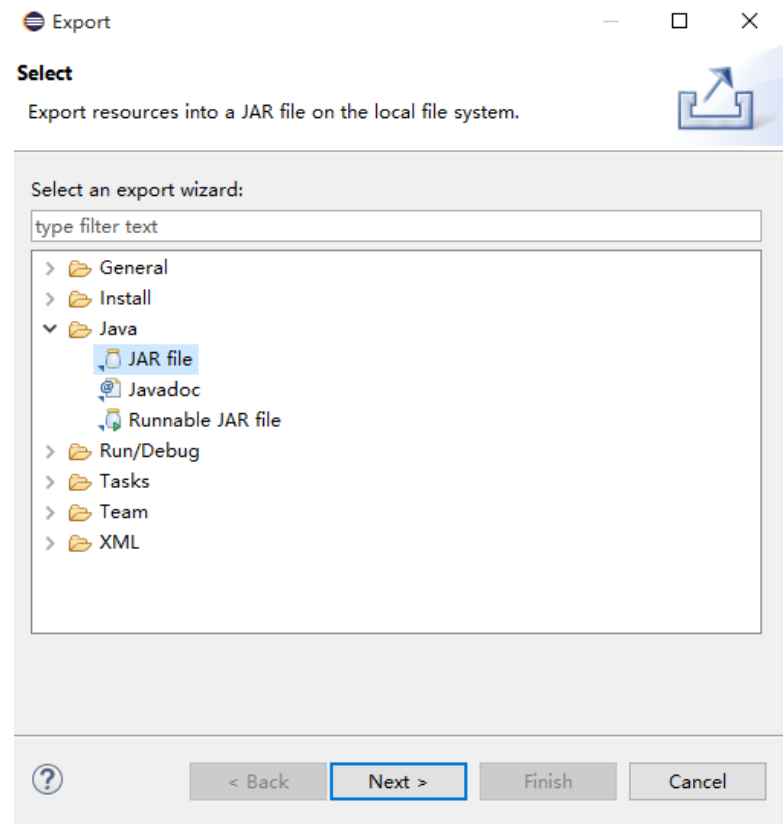 Export
Select
Export resources into a JAR file on the local file system.
Select an export wizard:
type filter text
General
Install
Java
JAR file
Javadoc
Runnable JAR file
Run/Debug
Tasks
Team
XML
< Back Next > Finish Cancel